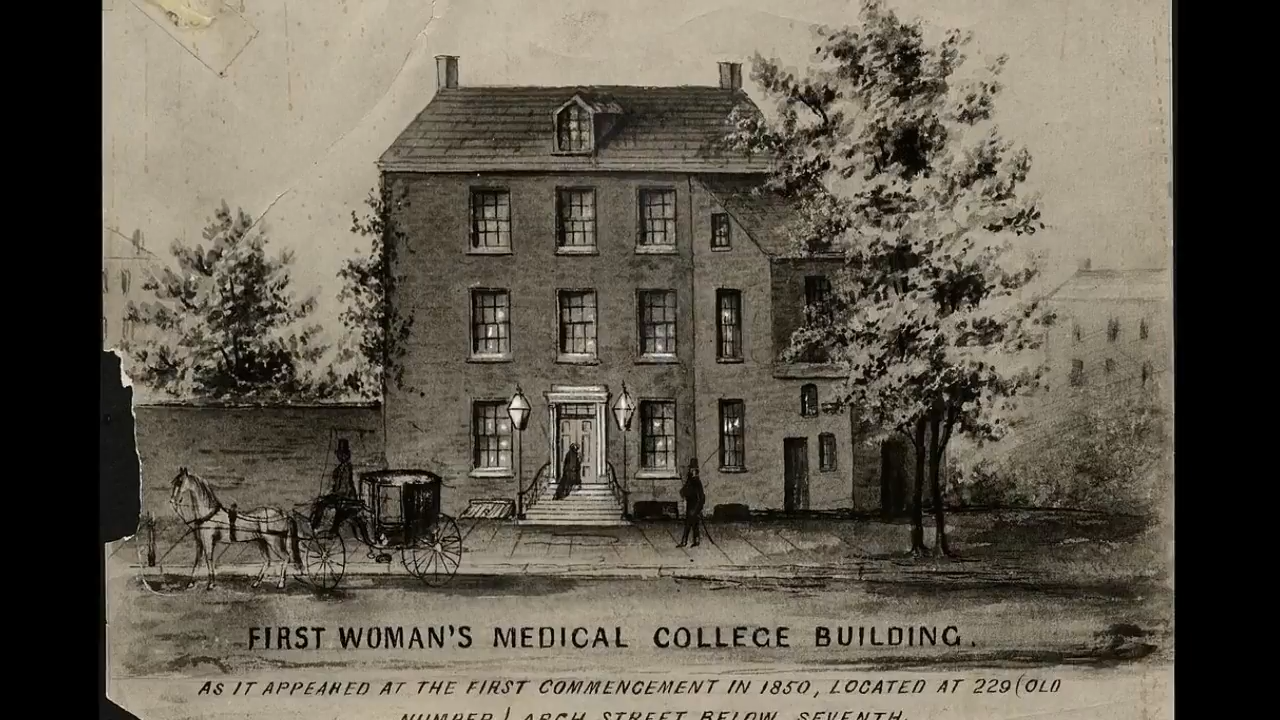 FIRST WOMAN'S MEDICAL COLLEGE BUILDING.
AS IT APPEARED AT THE FIRST COMMENCEMENT IN 1850, LOCATED AT 229 (OLD
NUMBER) ARCH STREET BELOW SEVENTH.